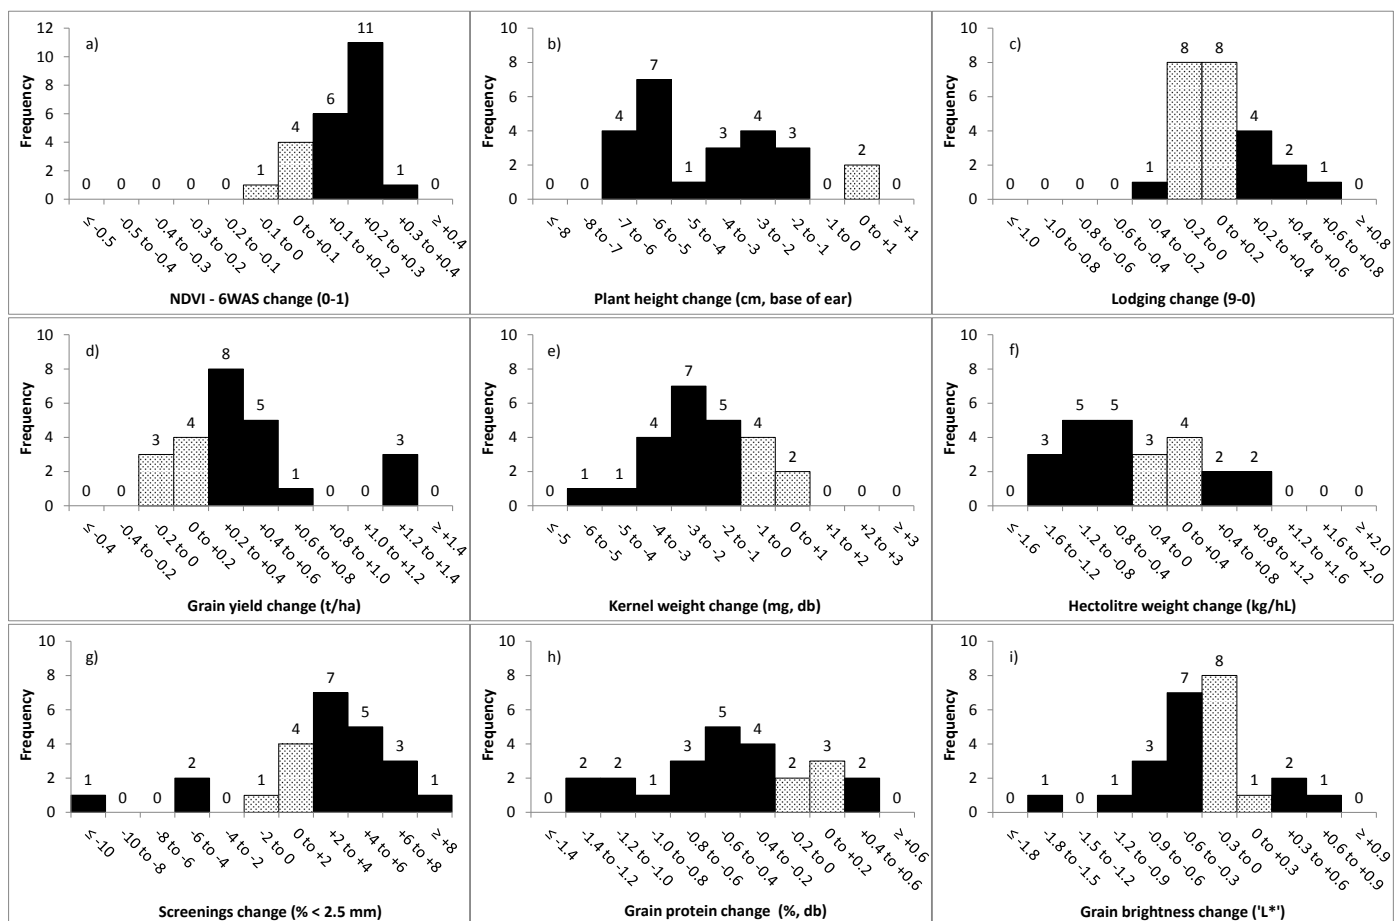 a)
Frequency
12
10
8
6
4
2
0
0 0 0 0 0 1 4 6 11 1 0
≤ -0.5
-0.5 to -0.4
-0.4 to -0.3
-0.3 to -0.2
-0.2 to -0.1
-0.1 to 0
0 to +0.1
+0.1 to +0.2
+0.2 to +0.3
+0.3 to +0.4
≥ +0.4
NDVI - 6WAS change (0-1)
b)
Frequency
10
8
6
4
2
0
0 0 4 7 1 3 4 3 0 2 0
≤ -8
-8 to -7
-7 to -6
-6 to -5
-5 to -4
-4 to -3
-3 to -2
-2 to -1
-1 to 0
0 to +1
≥ +1
Plant height change (cm, base of ear)
c)
Frequency
10
8
6
4
2
0
0 0 0 0 1 8 8 4 2 1 0
≤ -1.0
-1.0 to -0.8
-0.8 to -0.6
-0.6 to -0.4
-0.4 to -0.2
-0.2 to 0
0 to +0.2
+0.2 to +0.4
+0.4 to +0.6
+0.6 to +0.8
≥ +0.8
Lodging change (9-0)
d)
Frequency
10
8
6
4
2
0
0 0 3 4 8 5 1 0 0 3 0
≤ -0.4
-0.4 to -0.2
-0.2 to 0
0 to +0.2
+0.2 to +0.4
+0.4 to +0.6
+0.6 to +0.8
+0.8 to +1.0
+1.0 to +1.2
+1.2 to +1.4
≥ +1.4
Grain yield change (t/ha)
e)
Frequency
10
8
6
4
2
0
0 1 1 4 7 5 4 2 0 0 0
≤ -5
-6 to -5
-5 to -4
-4 to -3
-3 to -2
-2 to -1
-1 to 0
0 to +1
+1 to +2
+2 to +3
≥ +3
Kernel weight change (mg, db)
f)
Frequency
10
8
6
4
2
0
0 3 5 5 3 4 2 2 0 0 0
≤ -1.6
-1.6 to -1.2
-1.2 to -0.8
-0.8 to -0.4
-0.4 to 0
0 to +0.4
+0.4 to +0.8
+0.8 to +1.2
+1.2 to +1.6
+1.6 to +2.0
≥ +2.0
Hectolitre weight change (kg/hL)
g)
Frequency
10
8
6
4
2
0
1 0 0 2 0 1 4 7 5 3 1
≤ -10
-10 to -8
-8 to -6
-6 to -4
-4 to -2
-2 to 0
0 to +2
+2 to +4
+4 to +6
+6 to +8
≥ +8
Screenings change (% < 2.5 mm)
h)
Frequency
10
8
6
4
2
0
0 2 2 1 3 5 4 2 3 2 0
≤ -1.4
-1.4 to -1.2
-1.2 to -1.0
-1.0 to -0.8
-0.8 to -0.6
-0.6 to -0.4
-0.4 to -0.2
-0.2 to 0
0 to +0.2
+0.4 to +0.6
≥ +0.6
Grain protein change (%, db)
i)
Frequency
10
8
6
4
2
0
0 1 0 1 3 7 8 1 2 1 0
≤ -1.8
-1.8 to -1.5
-1.5 to -1.2
-1.2 to -0.9
-0.9 to -0.6
-0.6 to -0.3
-0.3 to 0
0 to +0.3
+0.3 to +0.6
+0.6 to +0.9
≥ +0.9
Grain brightness change ('L*')